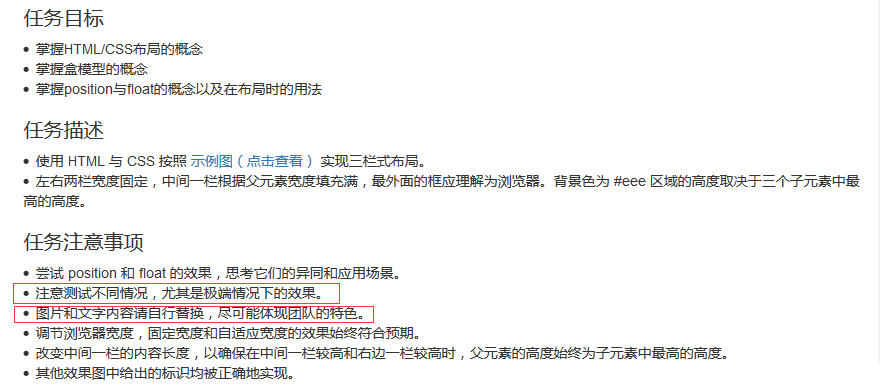 任务目标
• 掌握HTML/CSS布局的概念
• 掌握盒模型的概念
• 掌握position与float的概念以及在布局时的用法
任务描述
• 使用 HTML 与 CSS 按照 示例图（点击查看） 实现三栏式布局。
• 左右两栏宽度固定，中间一栏根据父元素宽度填充满，最外面的框应理解为浏览器。背景色为 #eee 区域的高度取决于三个子元素中最
高的高度。
任务注意事项
• 尝试 position 和 float 的效果，思考它们的异同和应用场景。
• 注意测试不同情况，尤其是极端情况下的效果。
• 图片和文字内容请自行替换，尽可能体现团队的特色。
• 调节浏览器宽度，固定宽度和自适应宽度的效果始终符合预期。
• 改变中间一栏的内容长度，以确保在中间一栏较高和右边一栏较高时，父元素的高度始终为子元素中最高的高度。
• 其他效果图中给出的标识均被正确地实现。